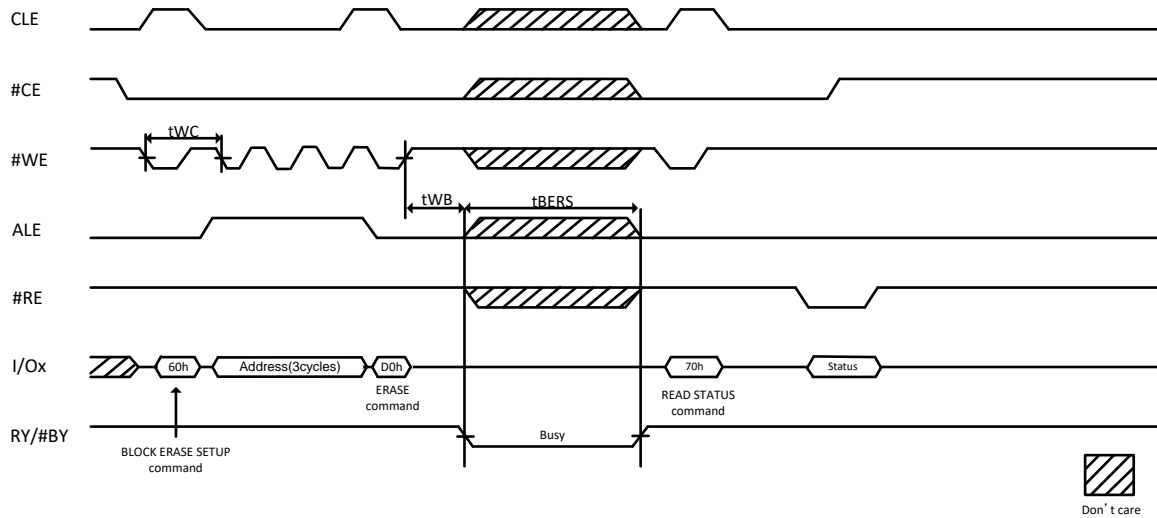 CLE
#CE
tWC
#WE
tWB
tBERS
ALE
#RE
I/Ox
60h
Address(3cycles)
D0h
70h
Status
ERASE
command
READ STATUS
command
RY/#BY
Busy
BLOCK ERASE SETUP
command
Don't care